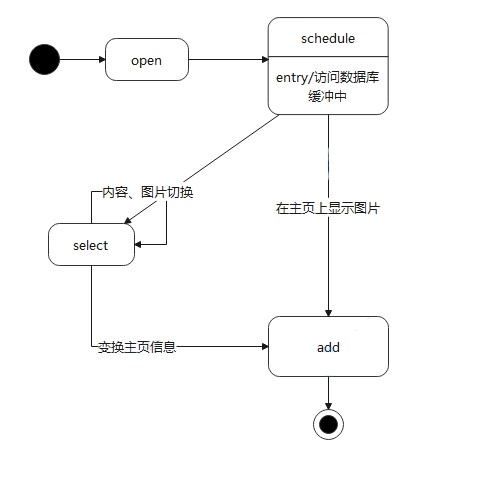 schedule
open
entry/访问数据库
缓冲中
内容、图片切换
在主页上显示图片
select
变换主页信息
add